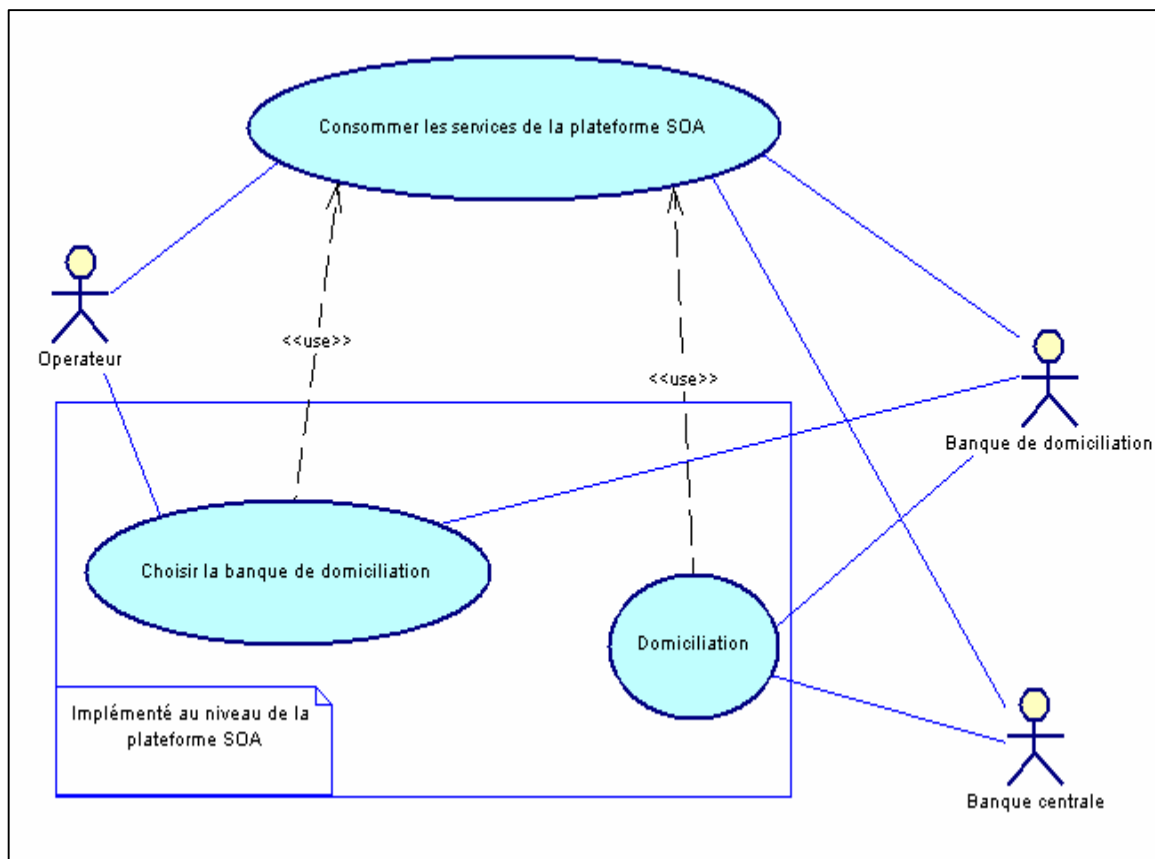 Consommer les services de la plateforme SOA
Operateur
<<use>>
<<use>>
Banque de domiciliation
Choisir la banque de domiciliation
Domiciliation
Implémenté au niveau de la
plateforme SOA
Banque centrale